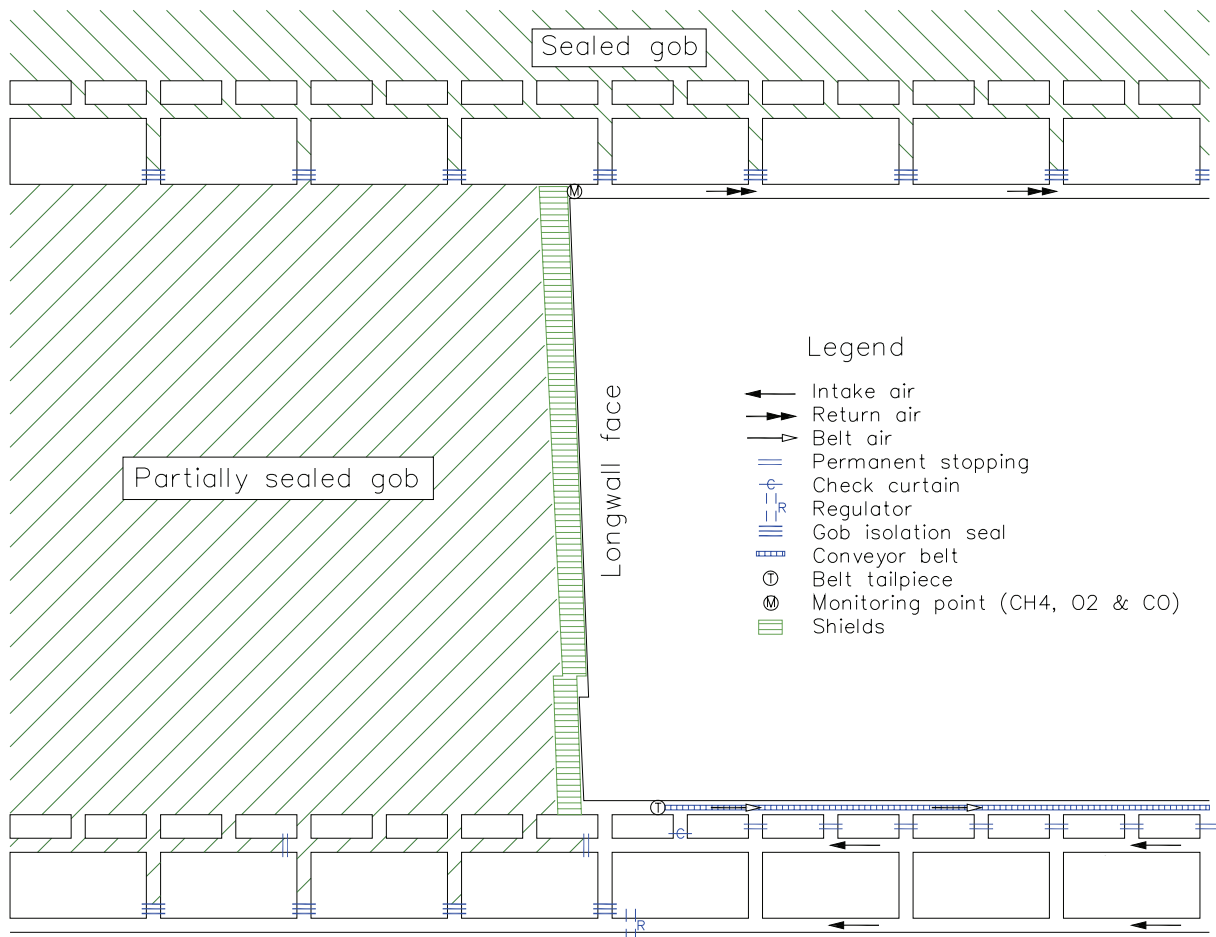 Sealed gob
M
Legend
Intake air
Return air
Belt air
Permanent stopping
C
Check curtain
R
Regulator
Gob isolation seal
Conveyor belt
T
Belt tailpiece
M
Monitoring point (CH4, O2 & CO)
Shields
Longwall face
Partially sealed gob
T
C
R